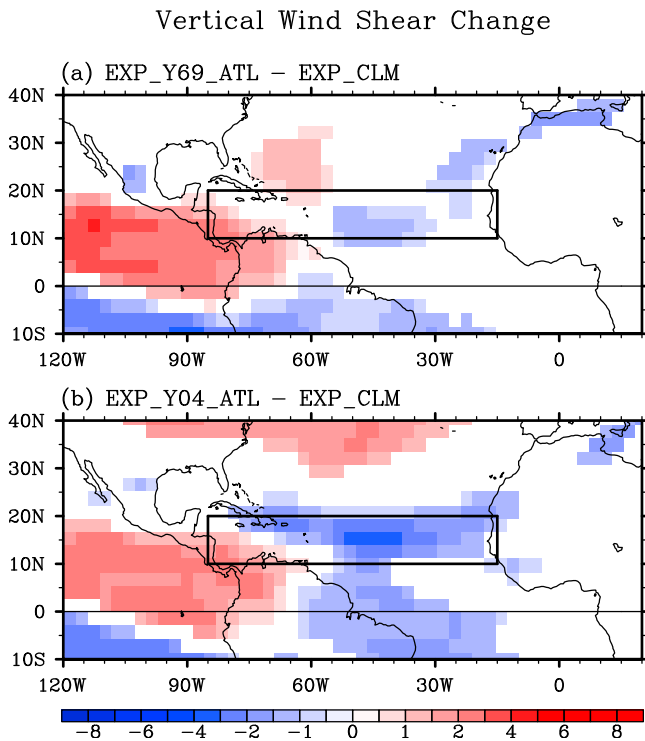 Vertical Wind Shear Change
(a) EXP_Y69_ATL − EXP_CLM
40N
30N
20N
10N
0
10S
120W 90W 60W 30W 0
(b) EXP_Y04_ATL − EXP_CLM
40N
30N
20N
10N
0
10S
120W 90W 60W 30W 0
−8 −6 −4 −2 −1 0 1 2 4 6 8